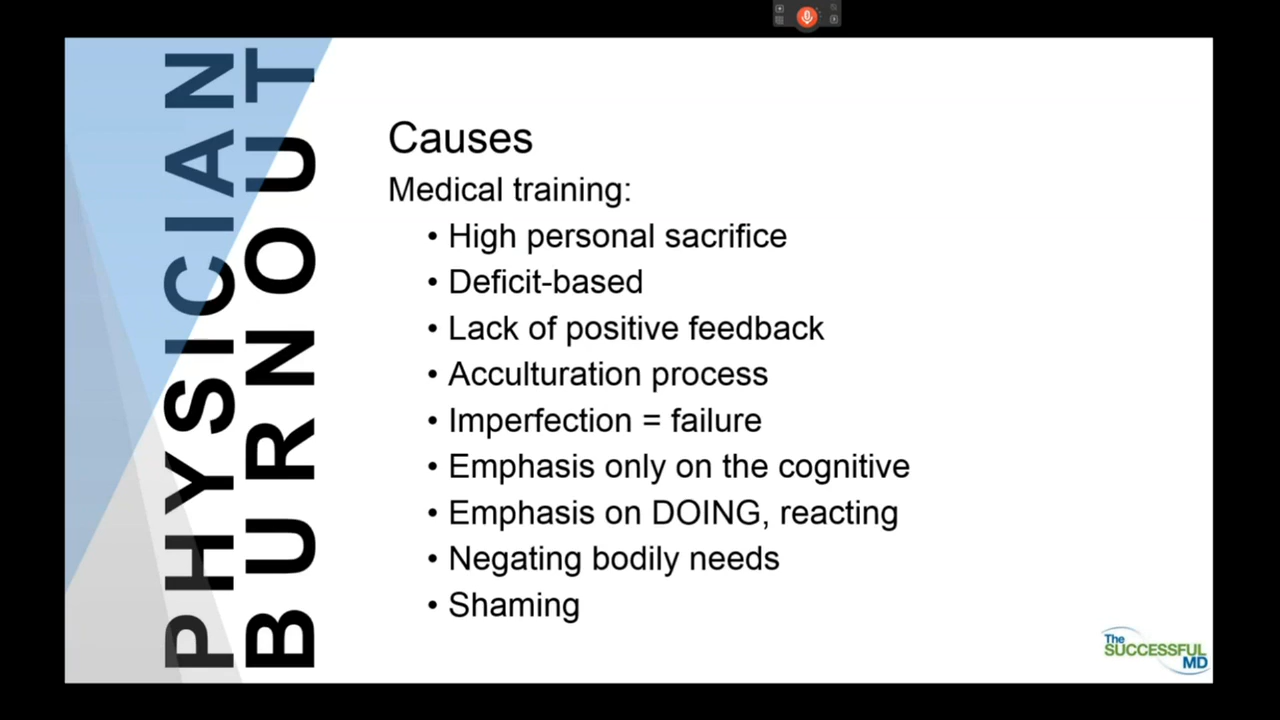 PHYSICIAN
BURNOUT
Causes
Medical training:
• High personal sacrifice
• Deficit-based
• Lack of positive feedback
• Acculturation process
• Imperfection = failure
• Emphasis only on the cognitive
• Emphasis on DOING, reacting
• Negating bodily needs
• Shaming
The
SUCCESSFUL
MD